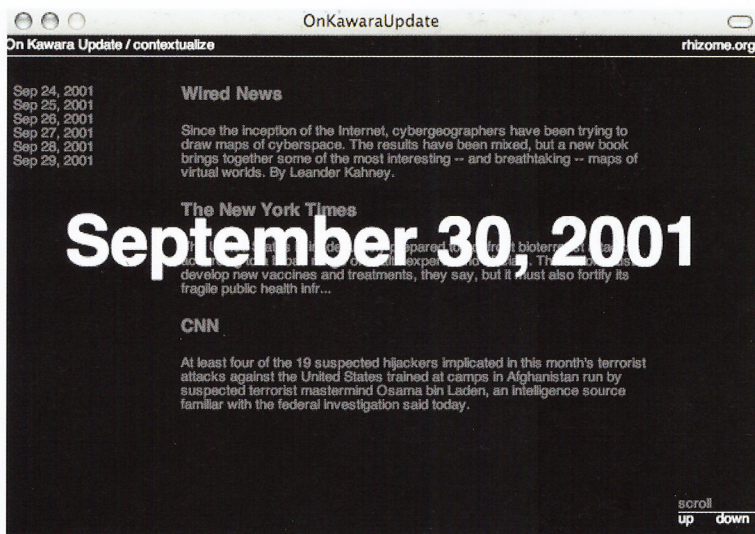 OnKawaraUpdate
On Kawara Update / contextualize
rhizome.org
Sep 24, 2001
Sep 25, 2001
Sep 26, 2001
Sep 27, 2001
Sep 28, 2001
Sep 29, 2001
Wired News
Since the inception of the Internet, cybergeographers have been trying to
draw maps of cyberspace. The results have been mixed, but a new book
brings together some of the most interesting -- and breathtaking -- maps of
virtual worlds. By Leander Kahney.
The New York Times
September 30, 2001
develop new vaccines and treatments, they say, but it must also fortify its
fragile public health infr...
CNN
At least four of the 19 suspected hijackers implicated in this month's terrorist
attacks against the United States trained at camps in Afghanistan run by
suspected terrorist mastermind Osama bin Laden, an intelligence source
familiar with the federal investigation said today.
scroll
up down